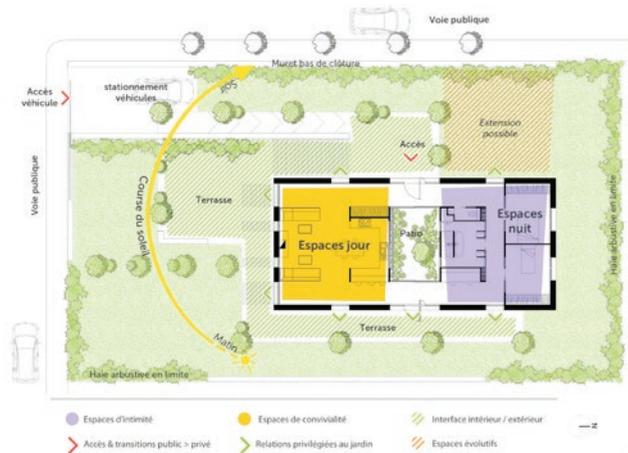 Voie publique
Muret bas de clôture
Accès
véhicule
stationnement
véhicules
Soir
Accès
Extension
possible
Voie publique
Course du soleil
Terrasse
Espaces jour
Patio
Espaces
nuit
Haie arbustive en limite
Terrasse
Matin
Haie arbustive en limite
Espaces d'intimité
Espaces de convivialité
Interface intérieur / extérieur
Accès & transitions public > privé
Relations privilégiées au jardin
Espaces évolutifs
N